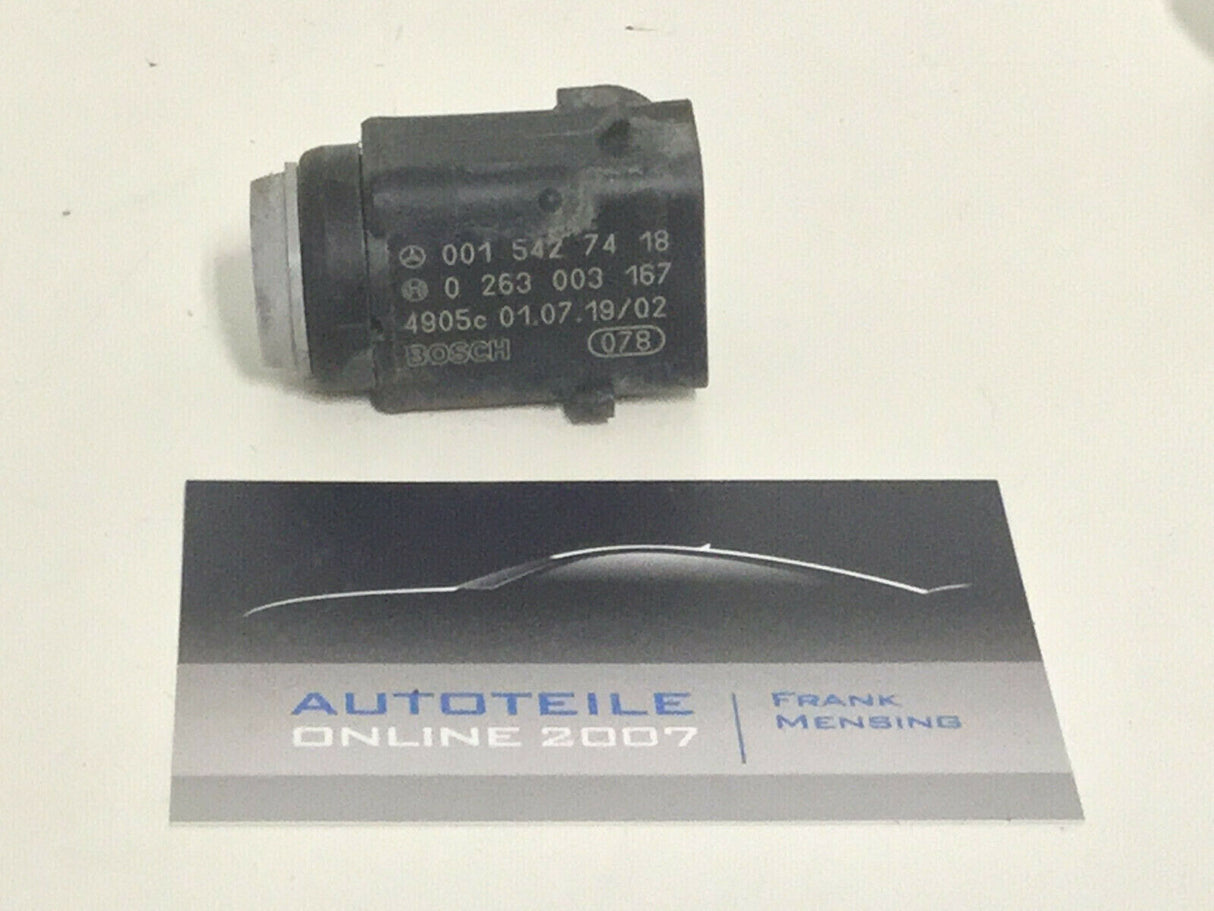 001 542 74 18
0 263 003 167
4905c 01.07.19/02
BOSCH 078
AUTOTEILE
ONLINE 2007
FRANK
MENSING